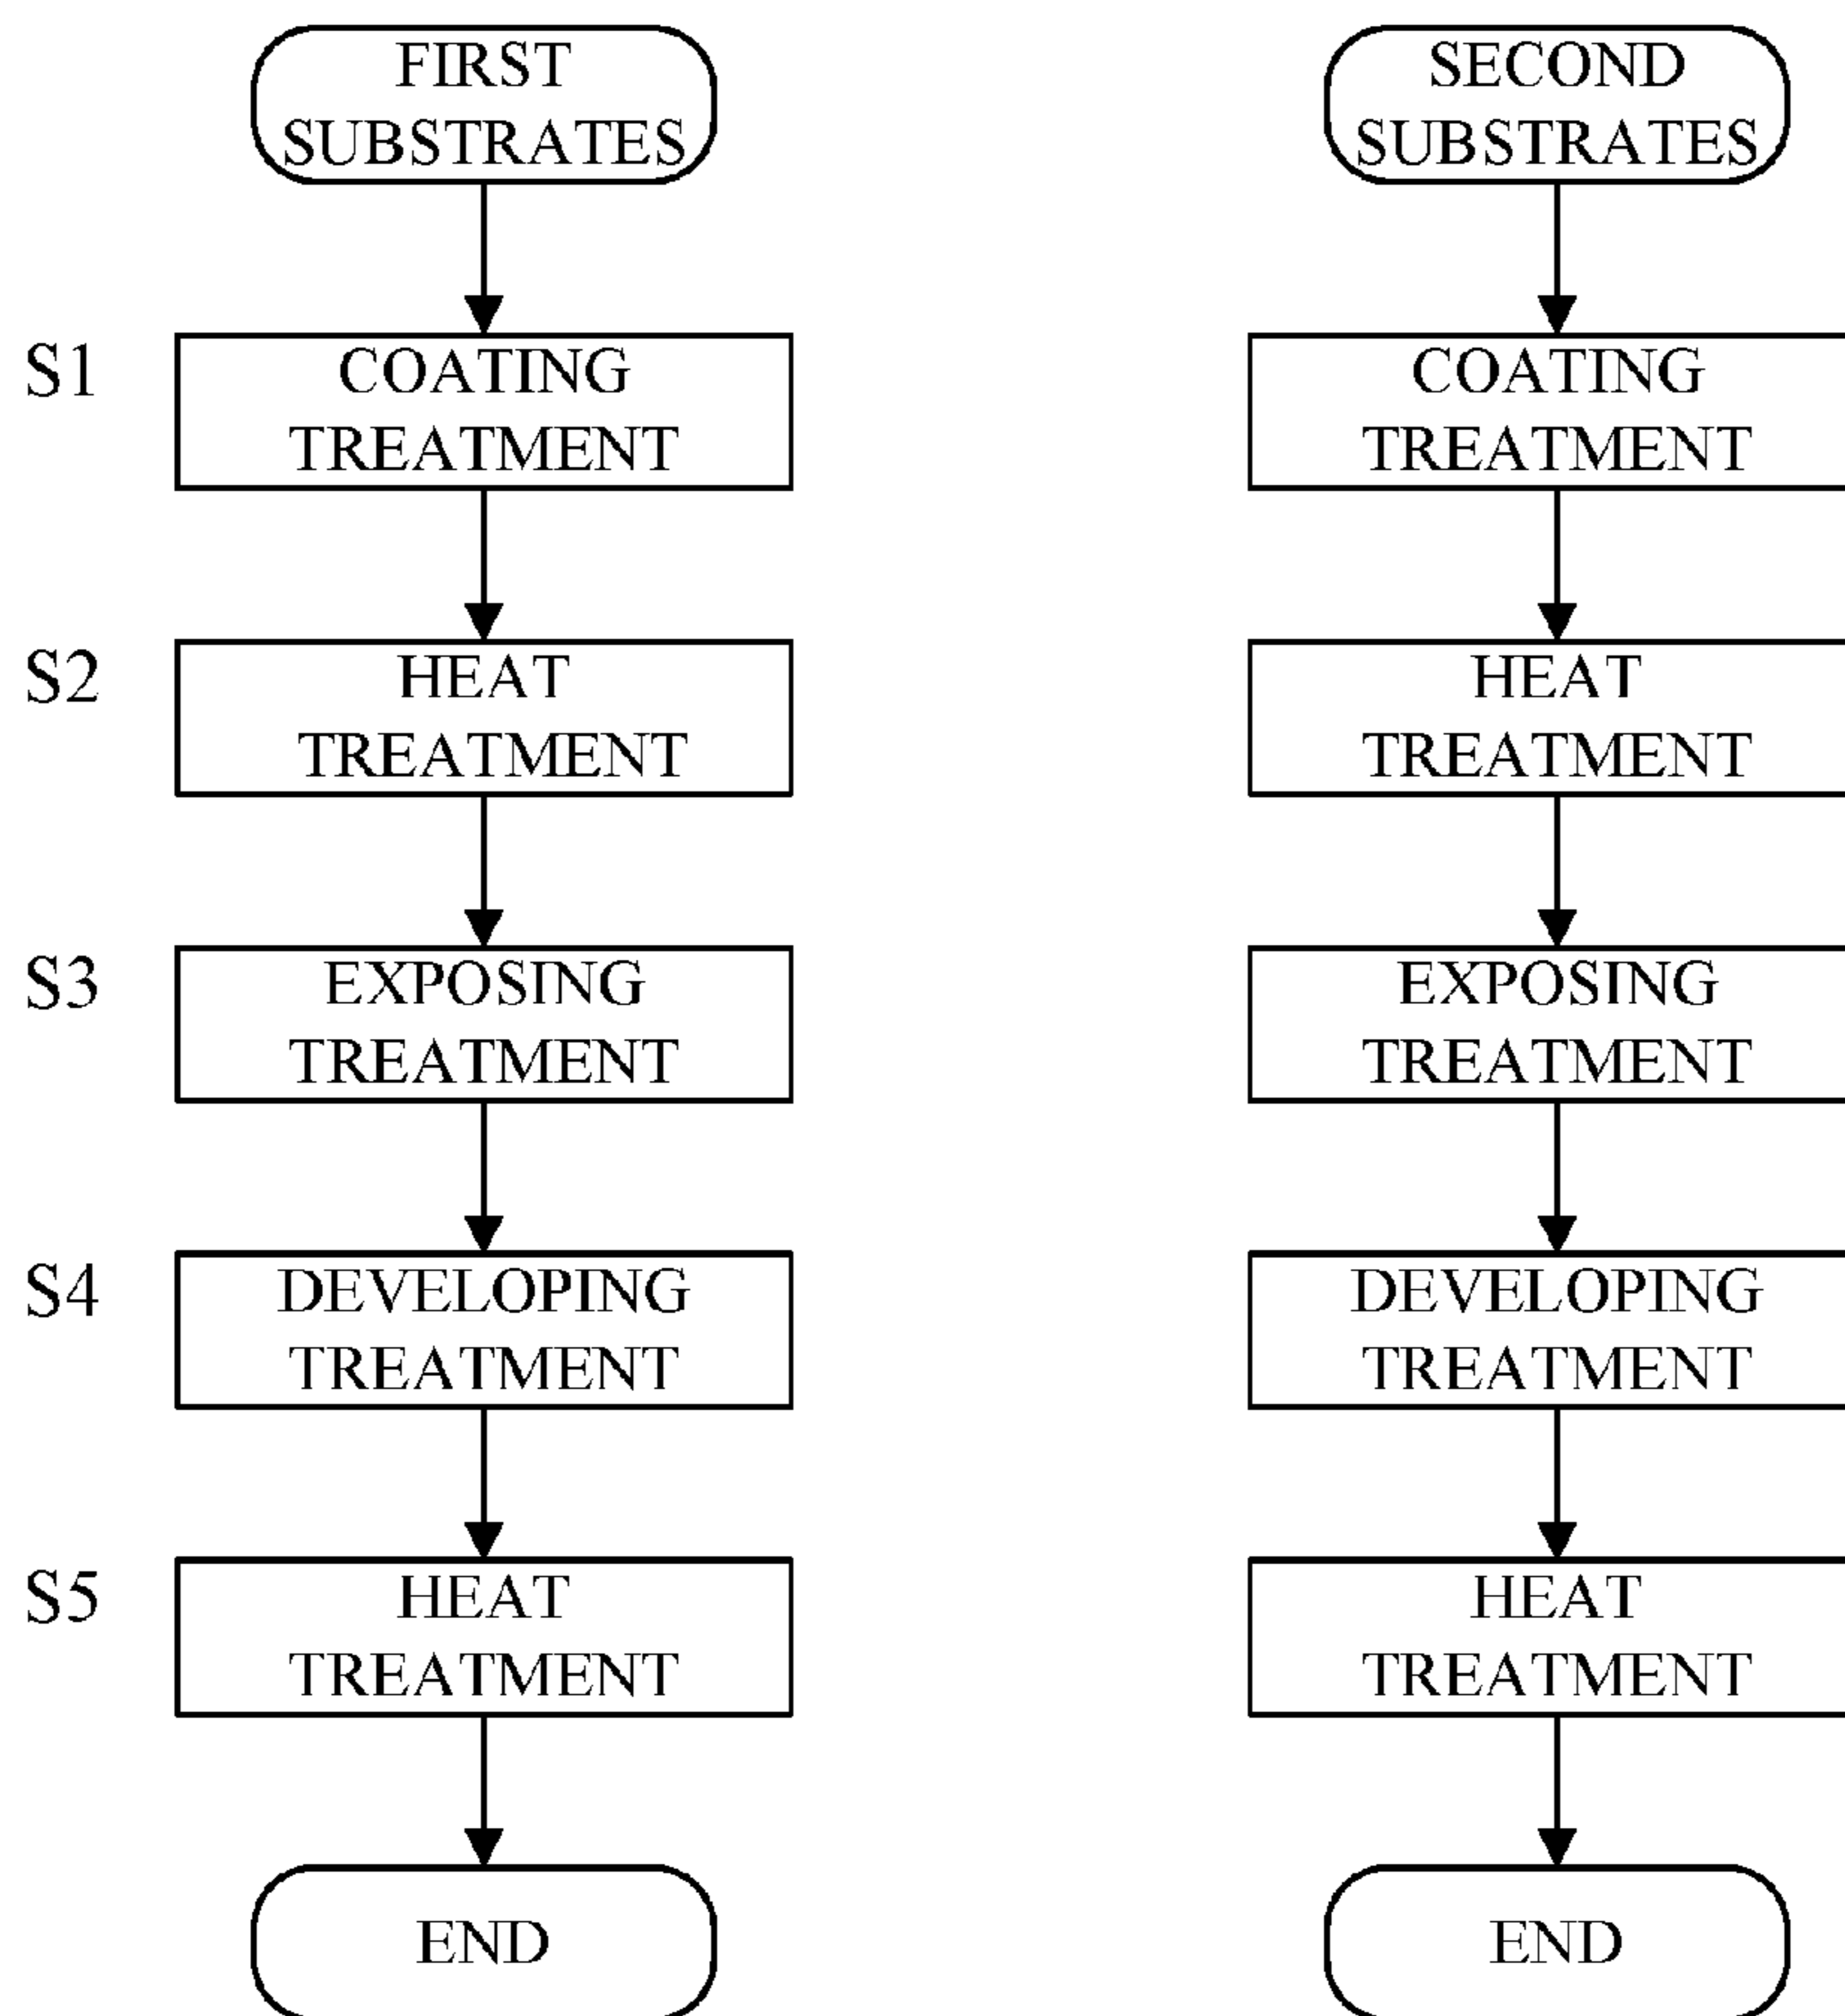 FIRST
SUBSTRATES
S1
COATING
TREATMENT
S2
HEAT
TREATMENT
S3
EXPOSING
TREATMENT
S4
DEVELOPING
TREATMENT
S5
HEAT
TREATMENT
END
SECOND
SUBSTRATES
COATING
TREATMENT
HEAT
TREATMENT
EXPOSING
TREATMENT
DEVELOPING
TREATMENT
HEAT
TREATMENT
END